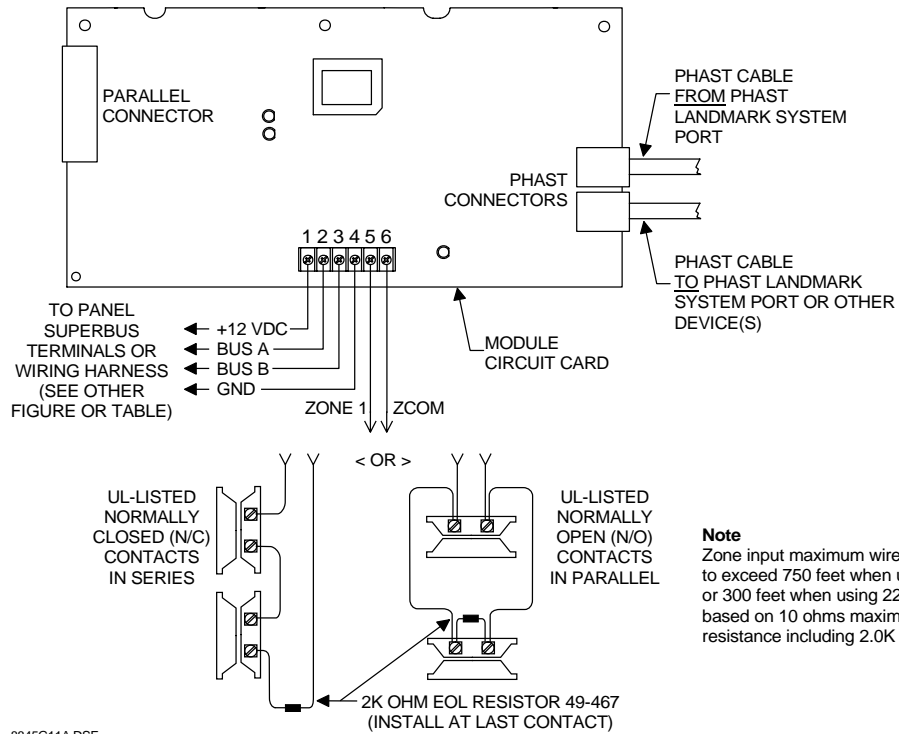 PARALLEL
CONNECTOR
PHAST CABLE
FROM PHAST
LANDMARK SYSTEM
PORT
PHAST
CONNECTORS
1 2 3 4 5 6
PHAST CABLE
TO PHAST LANDMARK
SYSTEM PORT OR OTHER
DEVICE(S)
TO PANEL
SUPERBUS
TERMINALS OR
WIRING HARNESS
(SEE OTHER
FIGURE OR TABLE)
+12 VDC
BUS A
BUS B
GND
MODULE
CIRCUIT CARD
ZONE 1
ZCOM
< OR >
UL-LISTED
NORMALLY
CLOSED (N/C)
CONTACTS
IN SERIES
UL-LISTED
NORMALLY
OPEN (N/O)
CONTACTS
IN PARALLEL
Note
Zone input maximum wire
to exceed 750 feet when
or 300 feet when using 22
based on 10 ohms
resistance including 2.0K
2K OHM EOL RESISTOR 49-467
(INSTALL AT LAST CONTACT)